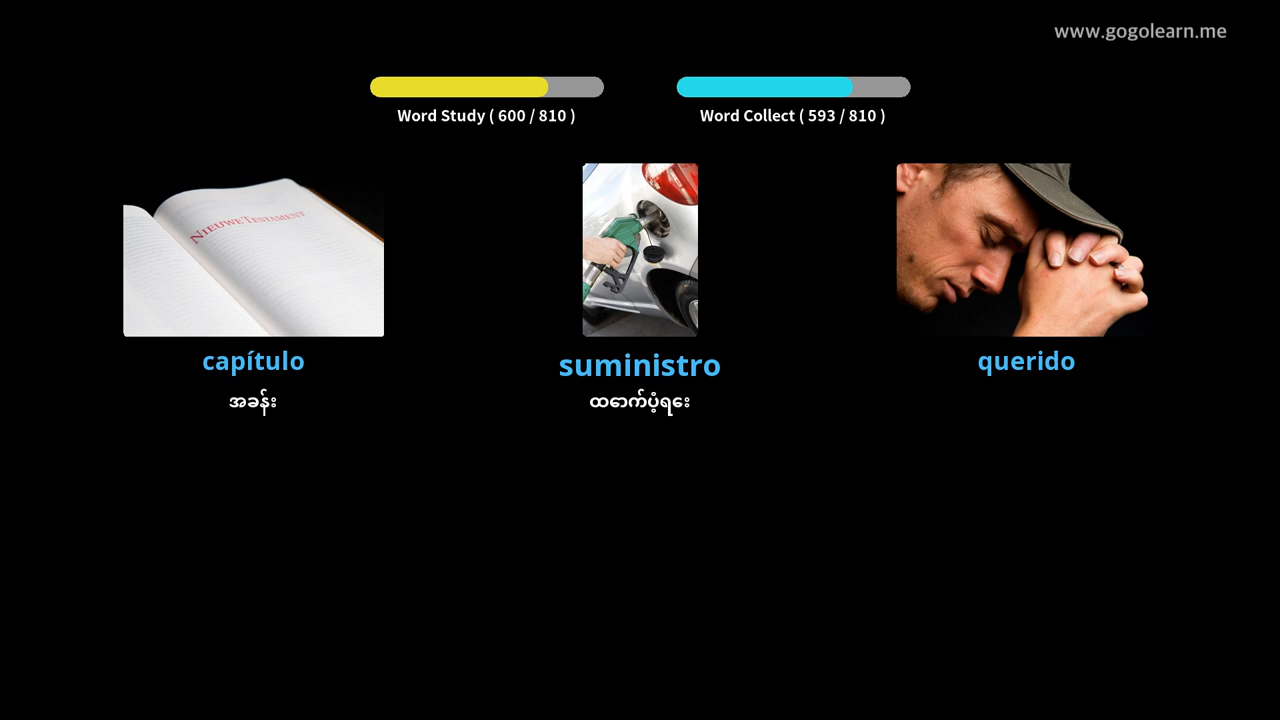 www.gogolearn.me
Word Study ( 600 / 810 )
Word Collect ( 593 / 810 )
NIEUWE TESTAMENT
capítulo
suministro
querido
အခန်း
ထောက်ပံ့ရေး